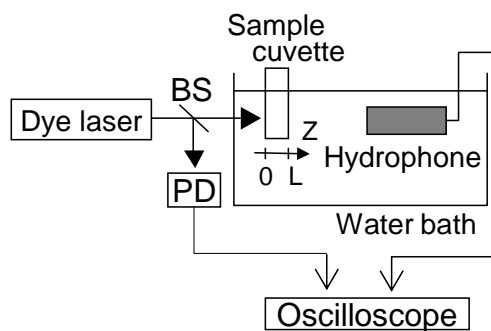 Sample
cuvette
BS
Dye laser
Z
Hydrophone
0 L
PD
Water bath
Oscilloscope